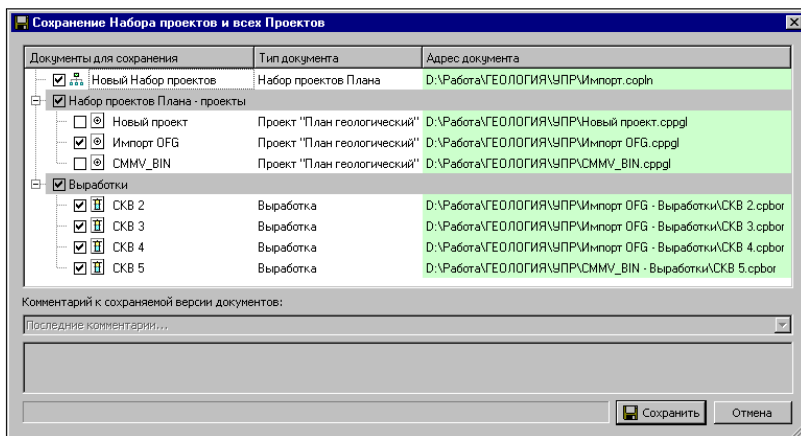 Сохранение Набора проектов и всех Проектов
Документы для сохранения Тип документа Адрес документа
Новый Набор проектов Набор проектов Плана D:\Работа\ГЕОЛОГИЯ\УПР\Импорт.copln
Набор проектов Плана - проекты
Новый проект Проект "План геологический" D:\Работа\ГЕОЛОГИЯ\УПР\Новый проект.cppgl
Импорт OFG Проект "План геологический" D:\Работа\ГЕОЛОГИЯ\УПР\Импорт OFG.cppgl
CMMV_BIN Проект "План геологический" D:\Работа\ГЕОЛОГИЯ\УПР\CMMV_BIN.cppgl
Выработки
СКВ 2 Выработка D:\Работа\ГЕОЛОГИЯ\УПР\Импорт OFG - Выработки\СКВ 2.cpbor
СКВ 3 Выработка D:\Работа\ГЕОЛОГИЯ\УПР\Импорт OFG - Выработки\СКВ 3.cpbor
СКВ 4 Выработка D:\Работа\ГЕОЛОГИЯ\УПР\Импорт OFG - Выработки\СКВ 4.cpbor
СКВ 5 Выработка D:\Работа\ГЕОЛОГИЯ\УПР\CMMV_BIN - Выработки\СКВ 5.cpbor
Комментарий к сохраняемой версии документов:
Последние комментарии...
Сохранить Отмена